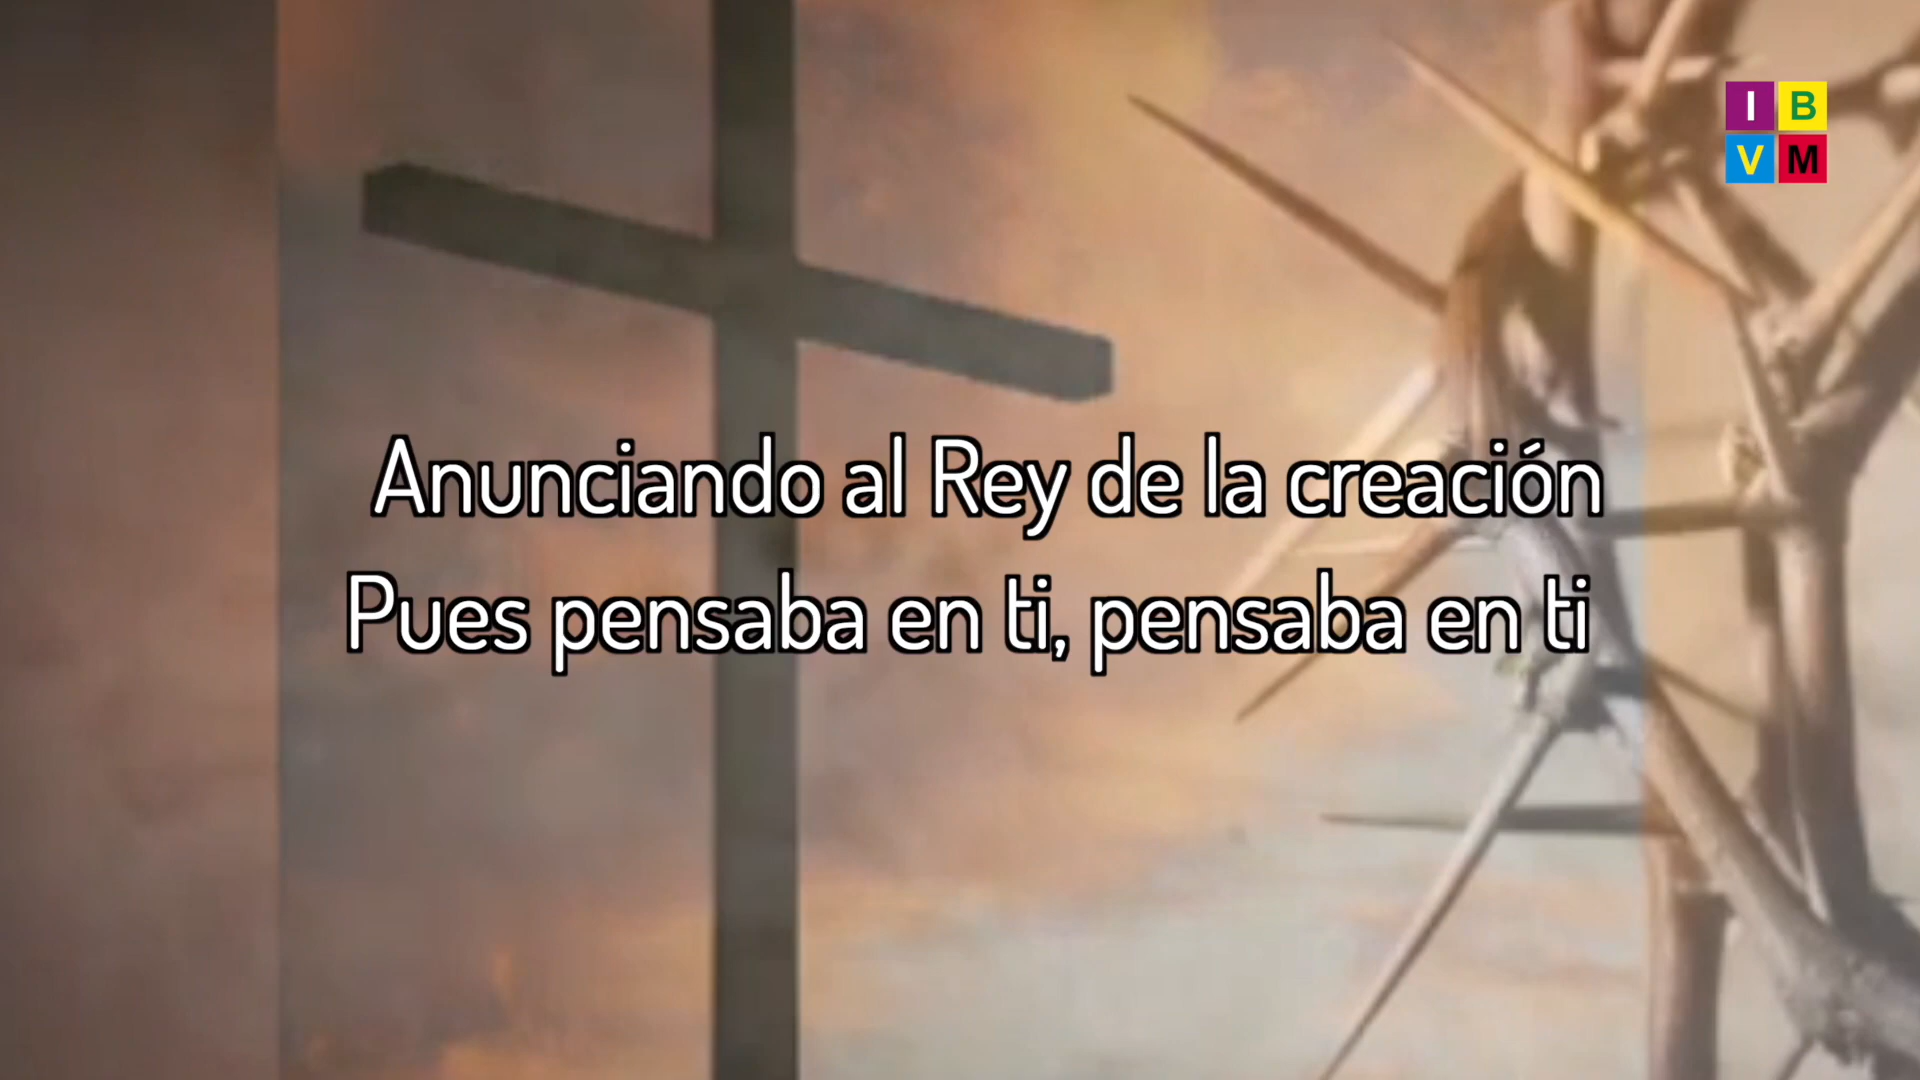 I B
V M
Anunciando al Rey de la creación
Pues pensaba en ti, pensaba en ti